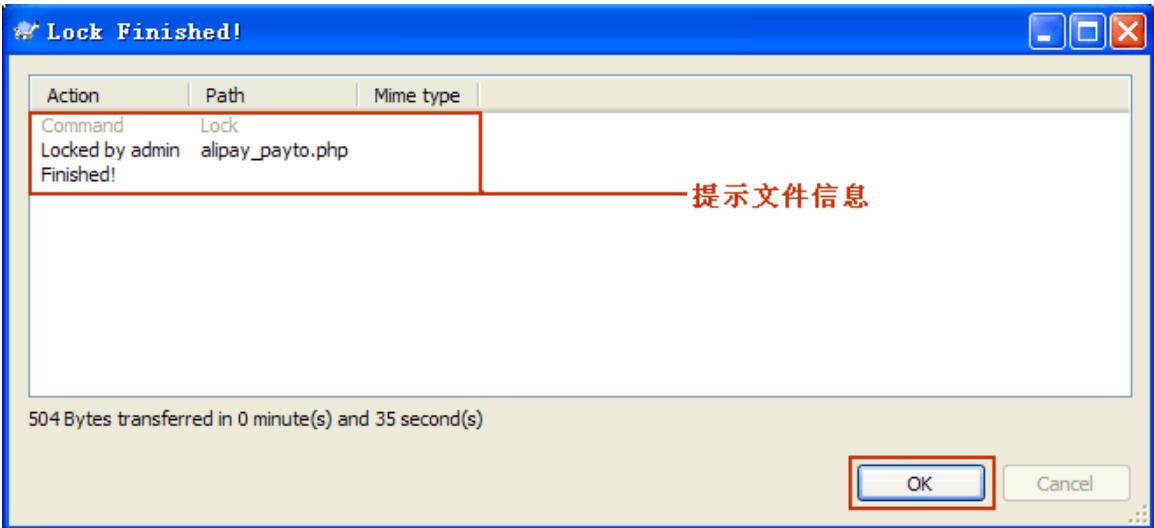 Lock Finished!
Action Path Mime type
Command Lock
Locked by admin alipay_payto.php
Finished!
提示文件信息
504 Bytes transferred in 0 minute(s) and 35 second(s)
OK Cancel